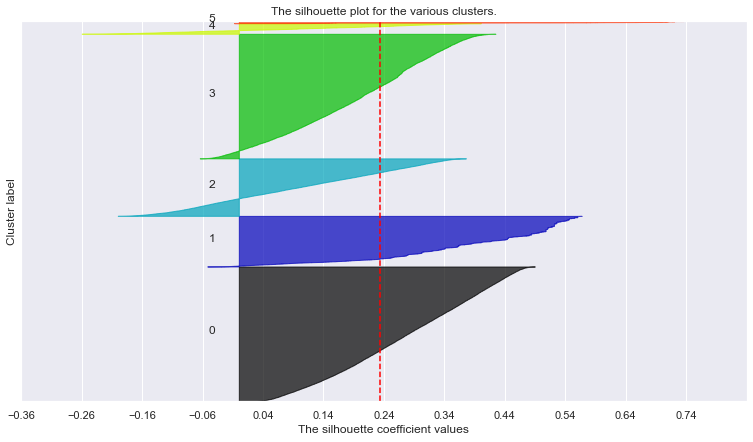 The silhouette plot for the various clusters.
5
4
3
2
1
0
Cluster label
−0.36 −0.26 −0.16 −0.06 0.04 0.14 0.24 0.34 0.44 0.54 0.64 0.74
The silhouette coefficient values